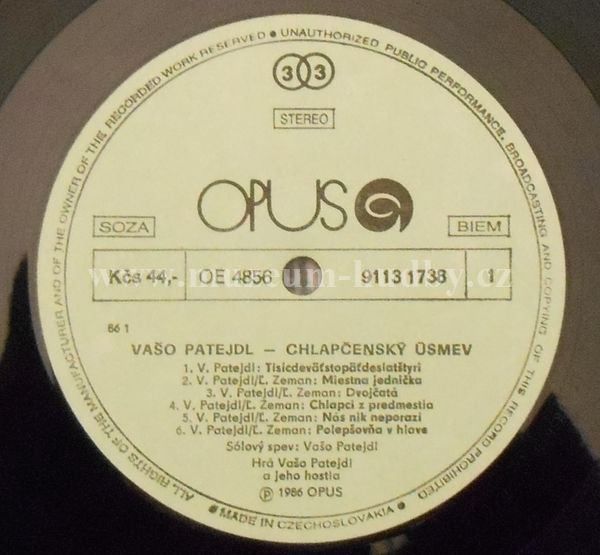 ALL RIGHTS OF THE MANUFACTURER AND OF THE OWNER OF THE RECORDED WORK RESERVED ● UNAUTHORIZED PUBLIC PERFORMANCE, BROADCASTING AND COPYING OF THIS RECORD PROHIBITED
● MADE IN CZECHOSLOVAKIA ●
33
STEREO
OPUS
SOZA
BIEM
Kčs 44,- OE 4856 9113 1738 1
www.museum-hudby.cz
86 1
VAŠO PATEJDL – CHLAPČENSKÝ ÚSMEV
1. V. Patejdl: Tisícdeväťstopäťdesiatštyri
2. V. Patejdl/Ľ. Zeman: Miestna jednička
3. V. Patejdl/Ľ. Zeman: Dvojčatá
4. V. Patejdl/Ľ. Zeman: Chlapci z predmestia
5. V. Patejdl/Ľ. Zeman: Nás nik neporazí
6. V. Patejdl/Ľ. Zeman: Polepšovňa v hlave
Sólový spev: Vašo Patejdl
Hrá Vašo Patejdl
a jeho hostia
Ⓟ 1986 OPUS